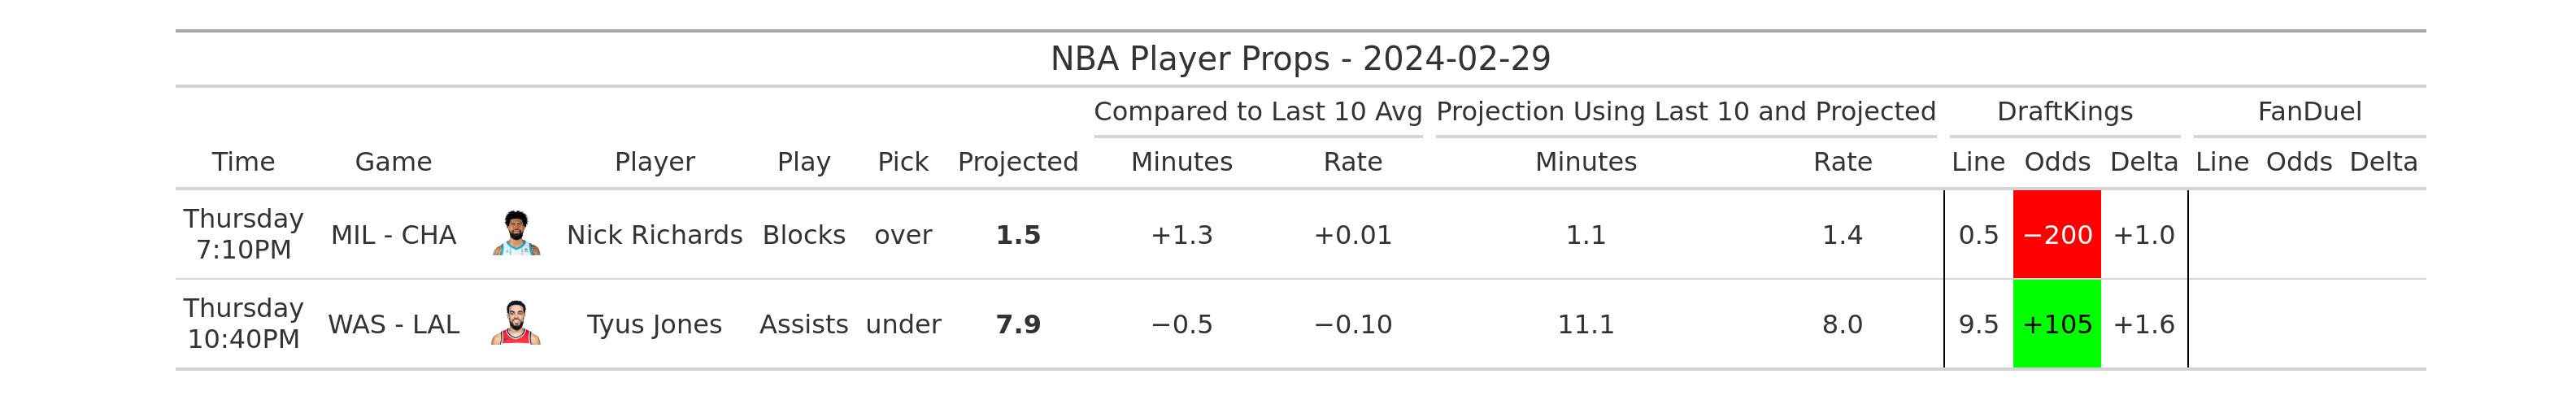 NBA Player Props - 2024-02-29
Compared to Last 10 Avg Projection Using Last 10 and Projected DraftKings FanDuel
Time Game Player Play Pick Projected Minutes Rate Minutes Rate Line Odds Delta Line Odds Delta
Thursday
7:10PM MIL - CHA Nick Richards Blocks over 1.5 +1.3 +0.01 1.1 1.4 0.5 −200 +1.0
Thursday
10:40PM WAS - LAL Tyus Jones Assists under 7.9 −0.5 −0.10 11.1 8.0 9.5 +105 +1.6